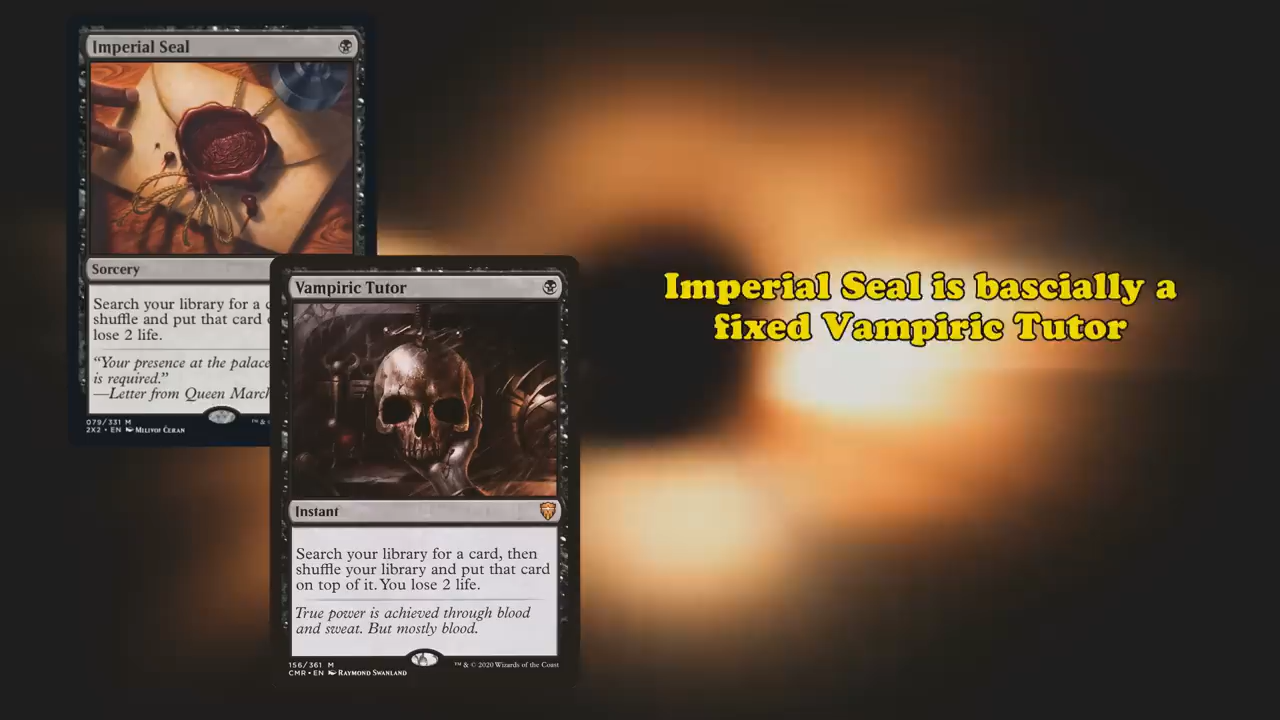 Imperial Seal
Sorcery
Search your library for a
shuffle and put that card
lose 2 life.
“Your presence at the palace
is required.”
—Letter from Queen March
079/331 M
2X2 • EN Milivoj Ćeran
™ &
Vampiric Tutor
Instant
Search your library for a card, then
shuffle your library and put that card
on top of it. You lose 2 life.
True power is achieved through blood
and sweat. But mostly blood.
156/361 M
CMR • EN Raymond Swanland
™ & © 2020 Wizards of the Coast
Imperial Seal is bascially a
fixed Vampiric Tutor